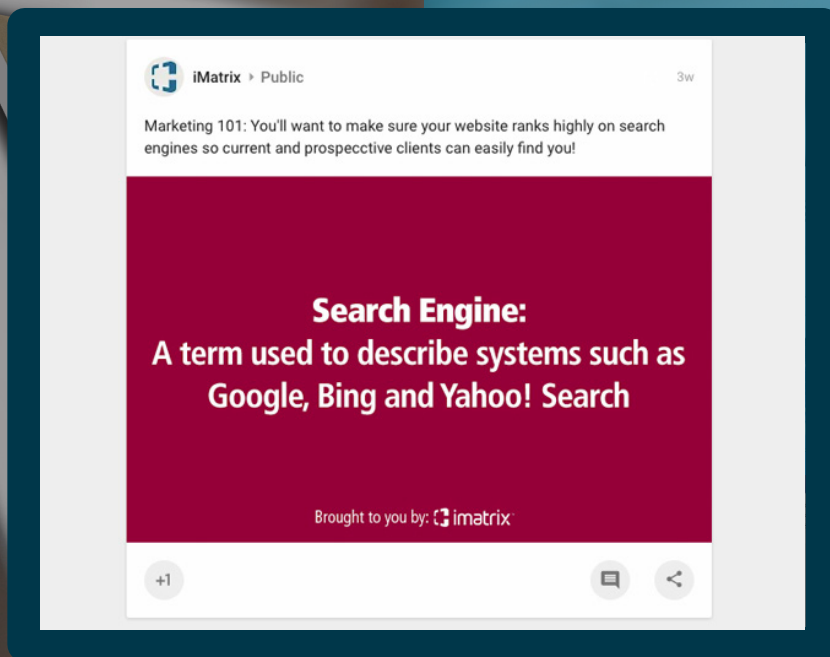 iMatrix ▸ Public 3w
Marketing 101: You'll want to make sure your website ranks highly on search
engines so current and prospecctive clients can easily find you!
Search Engine:
A term used to describe systems such as
Google, Bing and Yahoo! Search
Brought to you by: imatrix
+1